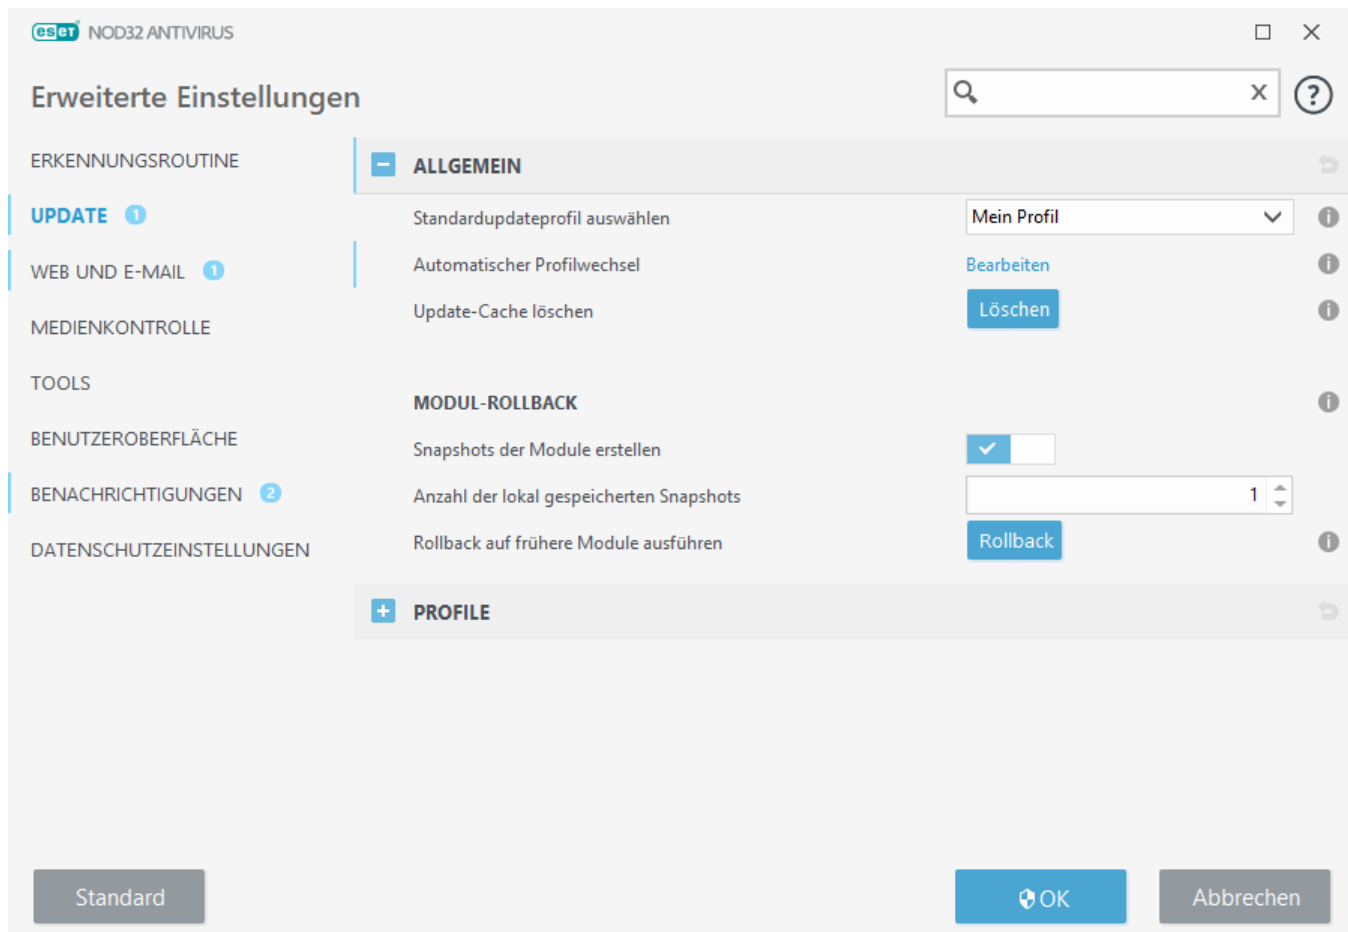 eset NOD32 ANTIVIRUS
Erweiterte Einstellungen
x ?
ERKENNUNGSROUTINE
UPDATE 1
WEB UND E-MAIL 1
MEDIENKONTROLLE
TOOLS
BENUTZEROBERFLÄCHE
BENACHRICHTIGUNGEN 2
DATENSCHUTZEINSTELLUNGEN
ALLGEMEIN
Standardupdateprofil auswählen Mein Profil
Automatischer Profilwechsel Bearbeiten
Update-Cache löschen Löschen
MODUL-ROLLBACK
Snapshots der Module erstellen
Anzahl der lokal gespeicherten Snapshots 1
Rollback auf frühere Module ausführen Rollback
PROFILE
Standard OK Abbrechen